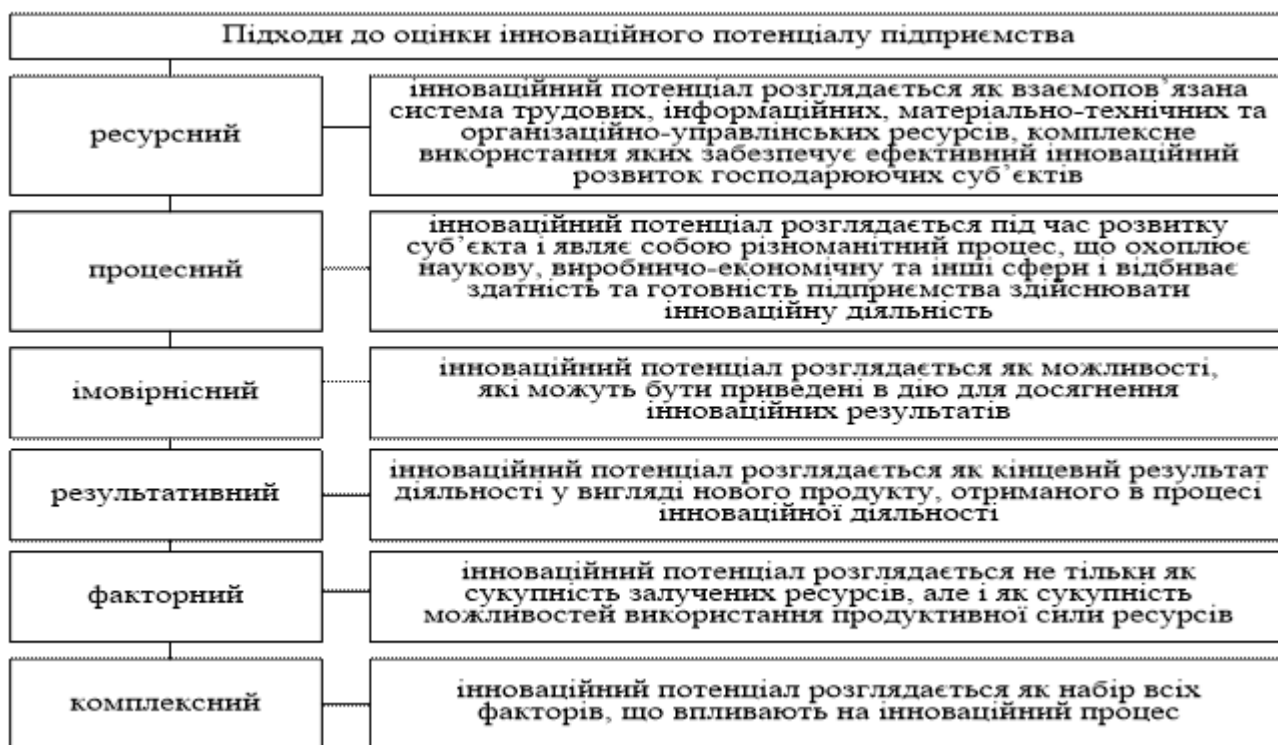 Підходи до оцінки інноваційного потенціалу підприємства
ресурсний
інноваційний потенціал розглядається як взаємопов’язана
система трудових, інформаційних, матеріально-технічних та
організаційно-управлінських ресурсів, комплексне
використання яких забезпечує ефективний інноваційний
розвиток господарюючих суб’єктів
процесний
інноваційний потенціал розглядається під час розвитку
суб’єкта і являє собою різноманітний процес, що охоплює
наукову, виробничо-економічну та інші сфери і відбиває
здатність та готовність підприємства здійснювати
інноваційну діяльність
імовірнісний
інноваційний потенціал розглядається як можливості,
які можуть бути приведені в дію для досягнення
інноваційних результатів
результативний
інноваційний потенціал розглядається як кінцевий результат
діяльності у вигляді нового продукту, отриманого в процесі
інноваційної діяльності
факторний
інноваційний потенціал розглядається не тільки як
сукупність залучених ресурсів, але і як сукупність
можливостей використання продуктивної сили ресурсів
комплексний
інноваційний потенціал розглядається як набір всіх
факторів, що впливають на інноваційний процес